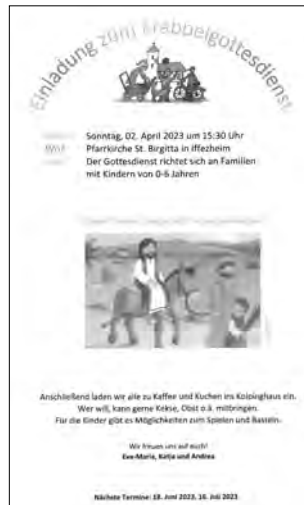 Einladung zum Krabbelgottesdienst
Sonntag, 02. April 2023 um 15:30 Uhr
Pfarrkirche St. Birgitta in Iffezheim
Der Gottesdienst richtet sich an Familien
mit Kindern von 0-6 Jahren
Anschließend laden wir alle zu Kaffee und Kuchen ins Kolpinghaus ein.
Wer will, kann gerne Kekse, Obst o.ä. mitbringen.
Für die Kinder gibt es Möglichkeiten zum Spielen und Basteln.
Wir freuen uns auf euch!
Eva-Maria, Katja und Andrea
Nächste Termine: 18. Juni 2023, 16. Juli 2023